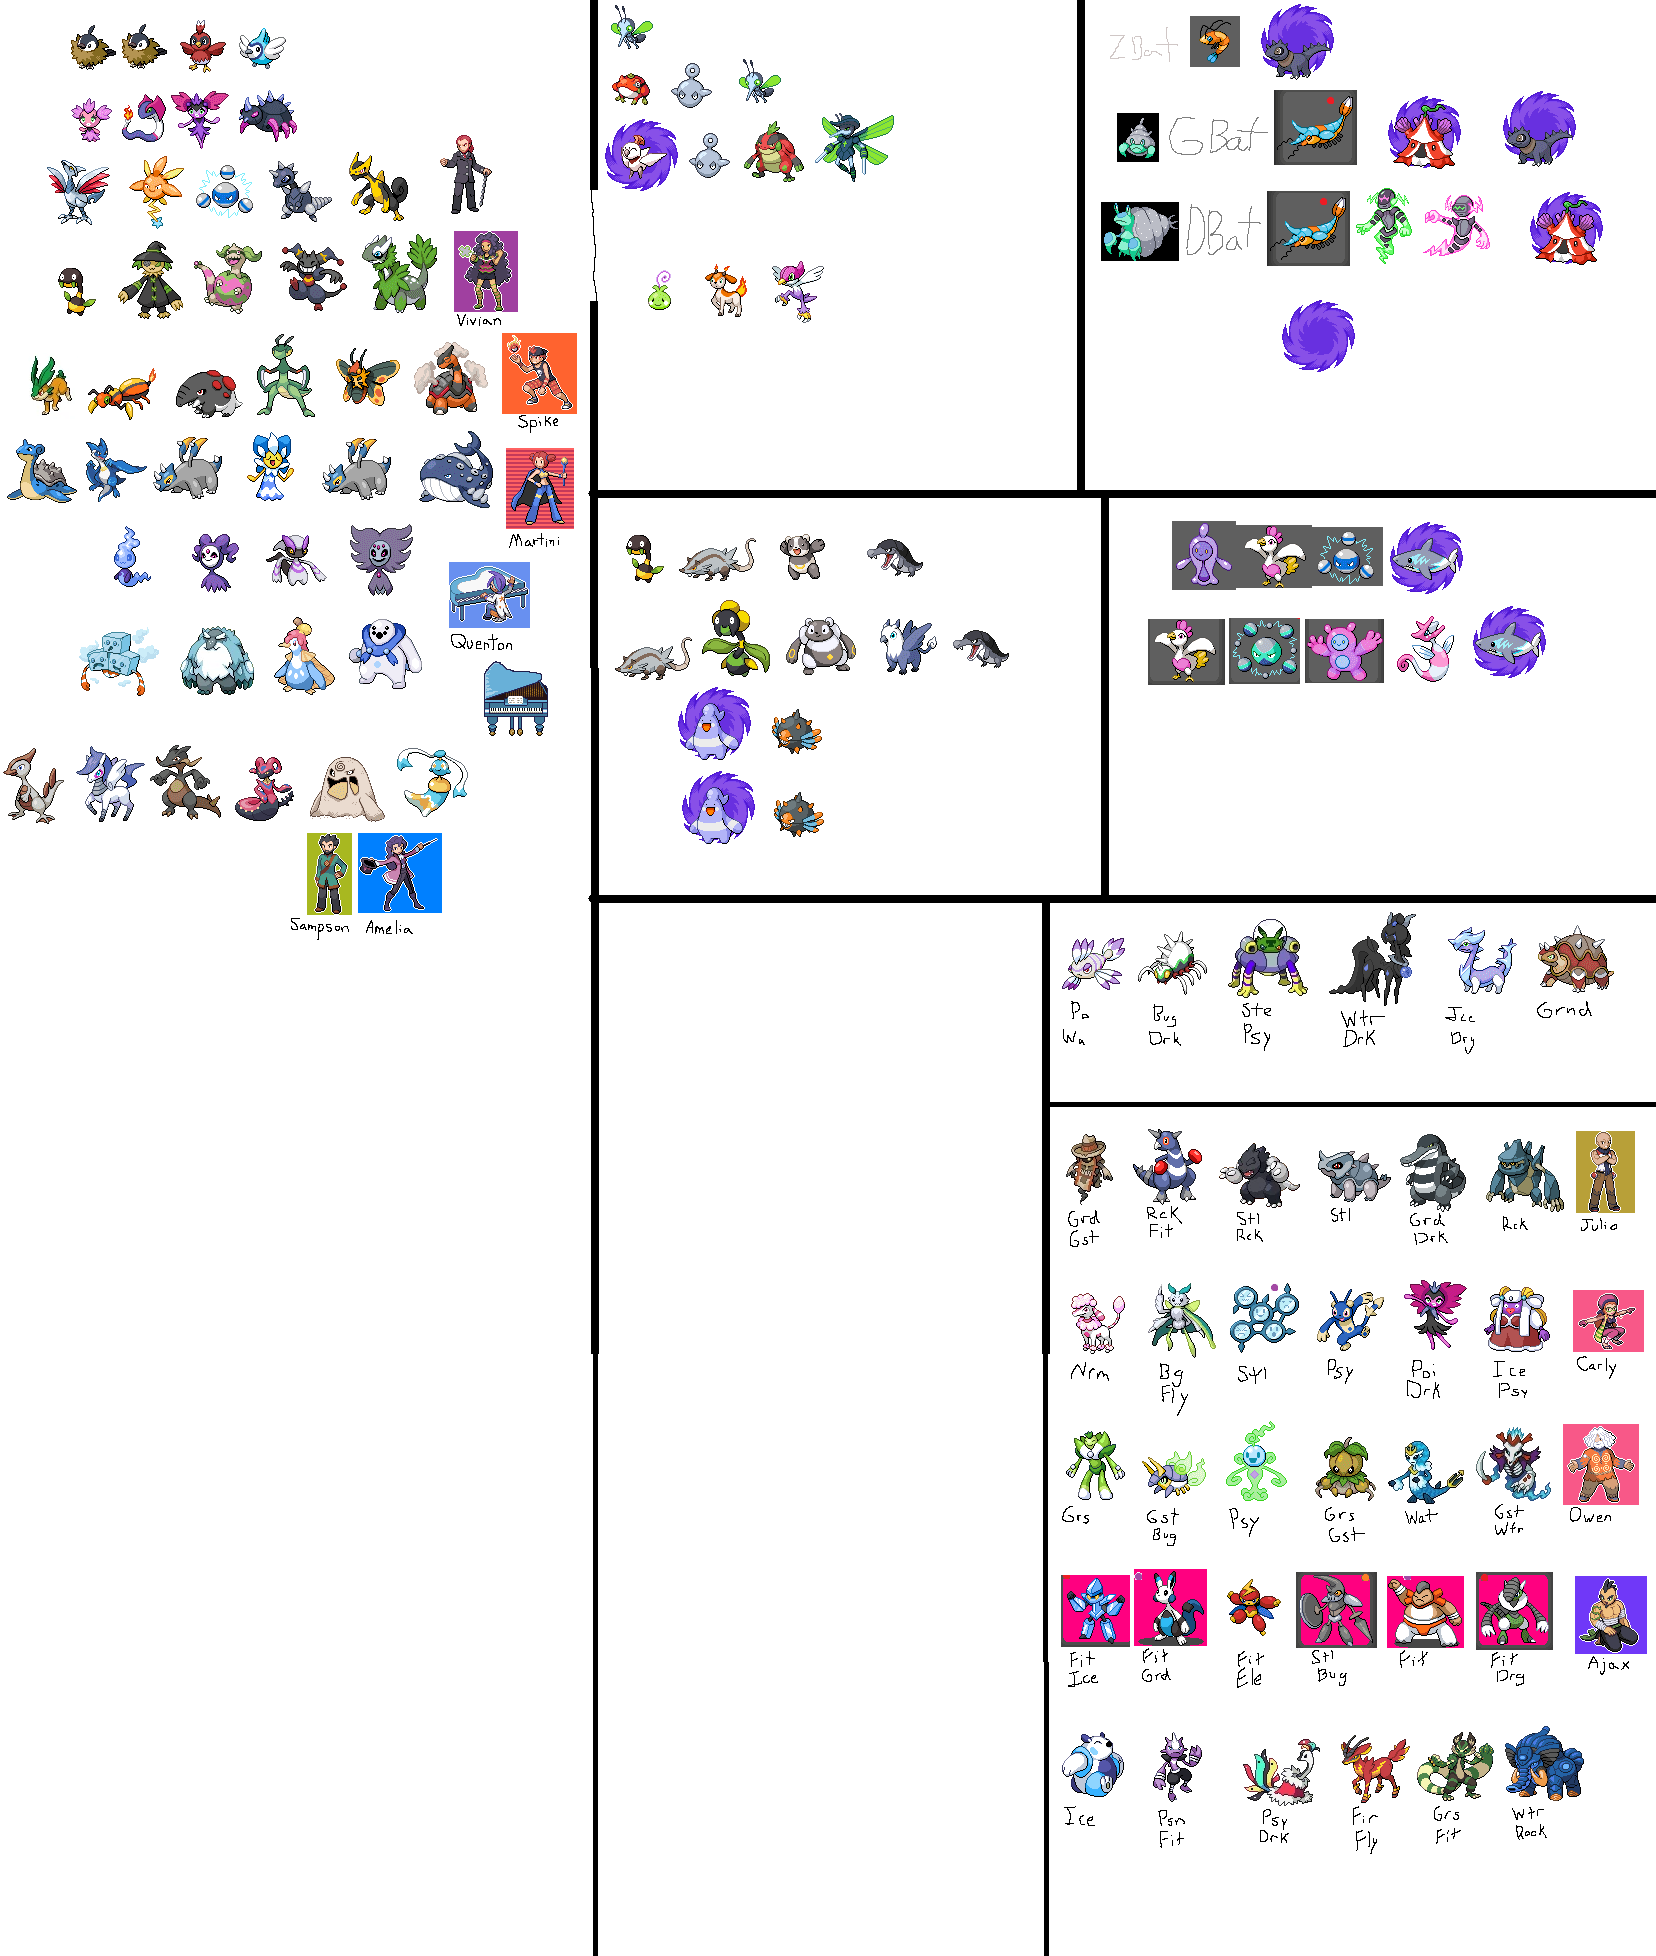 ZBat
GBat
DBat
Vivian
Spike
Martini
Quenton
Sampson Amelia
Po Bug Ste Wtr Ice Grnd
Wa Drk Psy Drk Drg
Grd Rck Stl Stl Grd Rck Julio
Gst Fit Rck Drk
Nrm Bg Styl Psy Poi Ice Carly
Fly Drk Psy
Grs Gst Psy Grs Wat Gst Owen
Bug Gst Wtr
Fit Fit Fit Stl Fit Fit Ajax
Ice Grd Ele Bug Drg
Ice Psn Psy Fir Grs Wtr
Fit Drk Fly Fit Rock